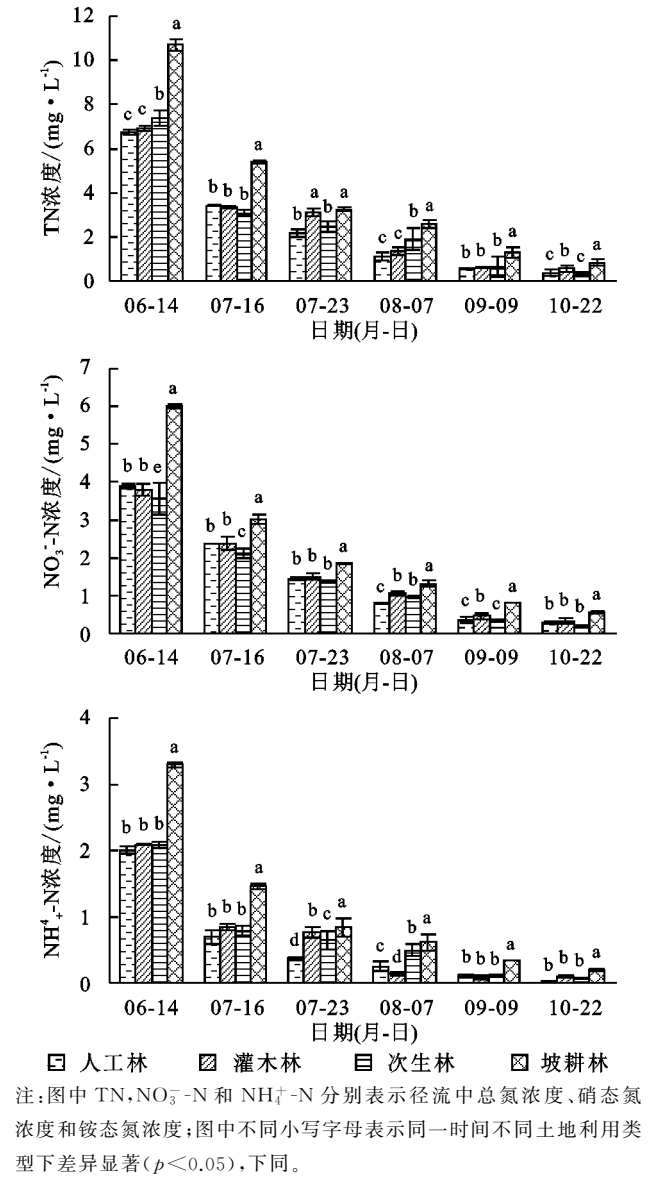 TN浓度/(mg·L⁻¹)
12
10
8
6
4
2
0
c c b a
b b b a
b a b a
c c b a
b b b a
c b c a
06-14 07-16 07-23 08-07 09-09 10-22
日期(月-日)
NO₃⁻-N浓度/(mg·L⁻¹)
7
6
5
4
3
2
1
0
b b e a
b b c a
b b b a
c b b a
c b c a
b b b a
06-14 07-16 07-23 08-07 09-09 10-22
日期(月-日)
NH⁴₊-N浓度/(mg·L⁻¹)
4
3
2
1
0
b b b a
b b b a
d b c a
c d b a
b b b a
b b b a
06-14 07-16 07-23 08-07 09-09 10-22
日期(月-日)
人工林 灌木林 次生林 坡耕林
注:图中 TN,NO₃⁻-N 和 NH₄⁺-N 分别表示径流中总氮浓度、硝态氮
浓度和铵态氮浓度;图中不同小写字母表示同一时间不同土地利用类
型下差异显著(p<0.05),下同。